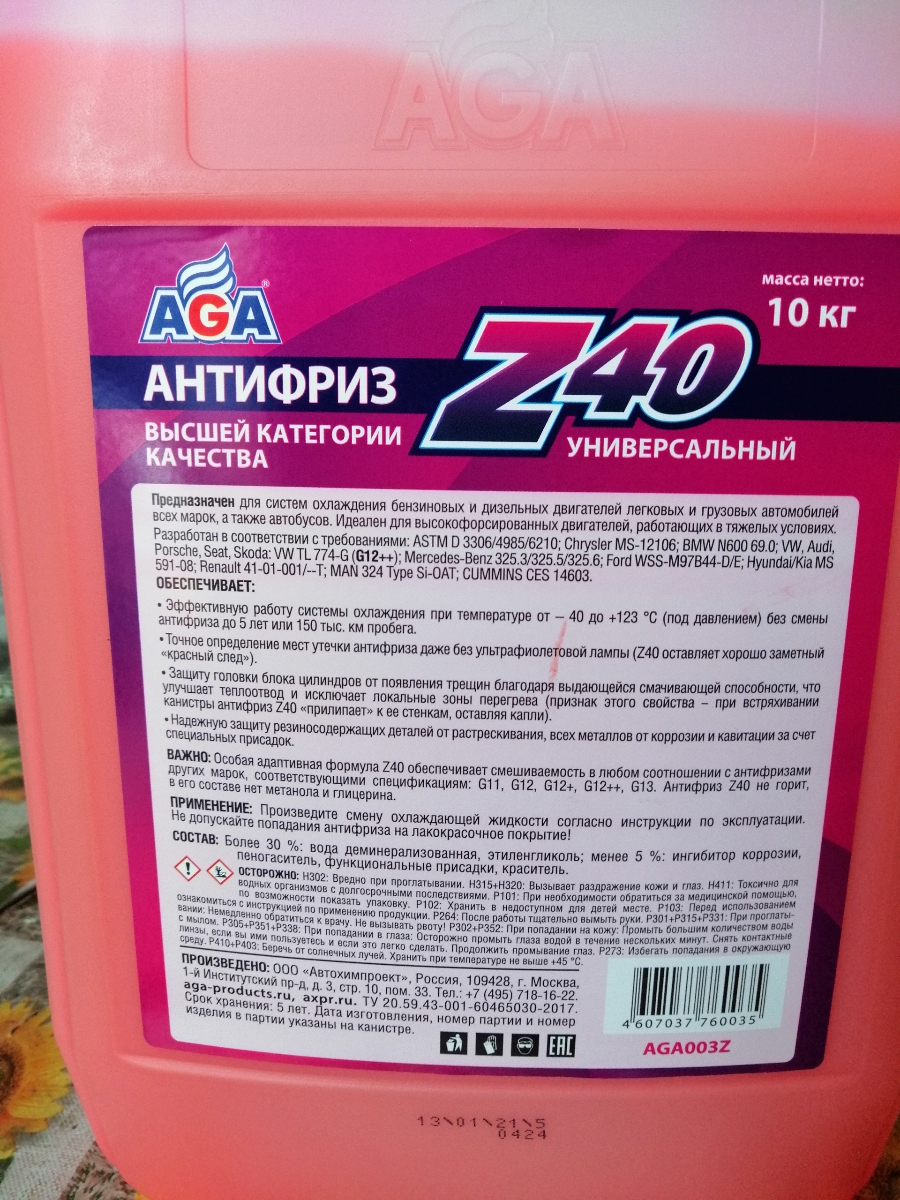 AGA
AGA®
масса нетто:
10 кг
Z40
АНТИФРИЗ
ВЫСШЕЙ КАТЕГОРИИ
КАЧЕСТВА
УНИВЕРСАЛЬНЫЙ
Предназначен для систем охлаждения бензиновых и дизельных двигателей легковых и грузовых автомобилей
всех марок, а также автобусов. Идеален для высокофорсированных двигателей, работающих в тяжелых условиях.
Разработан в соответствии с требованиями: ASTM D 3306/4985/6210; Chrysler MS-12106; BMW N600 69.0; VW, Audi,
Porsche, Seat, Skoda: VW TL 774-G (G12++); Mercedes-Benz 325.3/325.5/325.6; Ford WSS-M97B44-D/E; Hyundai/Kia MS
591-08; Renault 41-01-001/--T; MAN 324 Type Si-OAT; CUMMINS CES 14603.
ОБЕСПЕЧИВАЕТ:
• Эффективную работу системы охлаждения при температуре от – 40 до +123 °С (под давлением) без смены
антифриза до 5 лет или 150 тыс. км пробега.
• Точное определение мест утечки антифриза даже без ультрафиолетовой лампы (Z40 оставляет хорошо заметный
«красный след»).
• Защиту головки блока цилиндров от появления трещин благодаря выдающейся смачивающей способности, что
улучшает теплоотвод и исключает локальные зоны перегрева (признак этого свойства – при встряхивании
канистры антифриз Z40 «прилипает» к ее стенкам, оставляя капли).
• Надежную защиту резиносодержащих деталей от растрескивания, всех металлов от коррозии и кавитации за счет
специальных присадок.
ВАЖНО: Особая адаптивная формула Z40 обеспечивает смешиваемость в любом соотношении с антифризами
других марок, соответствующими спецификациям: G11, G12, G12+, G12++, G13. Антифриз Z40 не горит,
в его составе нет метанола и глицерина.
ПРИМЕНЕНИЕ: Произведите смену охлаждающей жидкости согласно инструкции по эксплуатации.
Не допускайте попадания антифриза на лакокрасочное покрытие!
СОСТАВ: Более 30 %: вода деминерализованная, этиленгликоль; менее 5 %: ингибитор коррозии,
пеногаситель, функциональные присадки, краситель.
ОСТОРОЖНО: H302: Вредно при проглатывании. H315+H320: Вызывает раздражение кожи и глаз. H411: Токсично для
водных организмов с долгосрочными последствиями. P101: При необходимости обратиться за медицинской помощью,
по возможности показать упаковку. P102: Хранить в недоступном для детей месте. P103: Перед использованием
ознакомиться с инструкцией по применению продукции. P264: После работы тщательно вымыть руки. P301+P315+P331: При проглаты-
вании: Немедленно обратиться к врачу. Не вызывать рвоту! P302+P352: При попадании на кожу: Промыть большим количеством воды
с мылом. P305+P351+P338: При попадании в глаза: Осторожно промыть глаза водой в течение нескольких минут. Снять контактные
линзы, если вы ими пользуетесь и если это легко сделать. Продолжить промывание глаз. P273: Избегать попадания в окружающую
среду. P410+P403: Беречь от солнечных лучей. Хранить при температуре не выше +45 °С.
ПРОИЗВЕДЕНО: ООО «Автохимпроект», Россия, 109428, г. Москва,
1-й Институтский пр-д, д. 3, стр. 10, пом. 33. Тел.: +7 (495) 718-16-22.
aga-products.ru, axpr.ru. ТУ 20.59.43-001-60465030-2017.
Срок хранения: 5 лет. Дата изготовления, номер партии и номер
изделия в партии указаны на канистре.
4 607037 760035
AGA003Z
EAC
13\01\21\5
0424